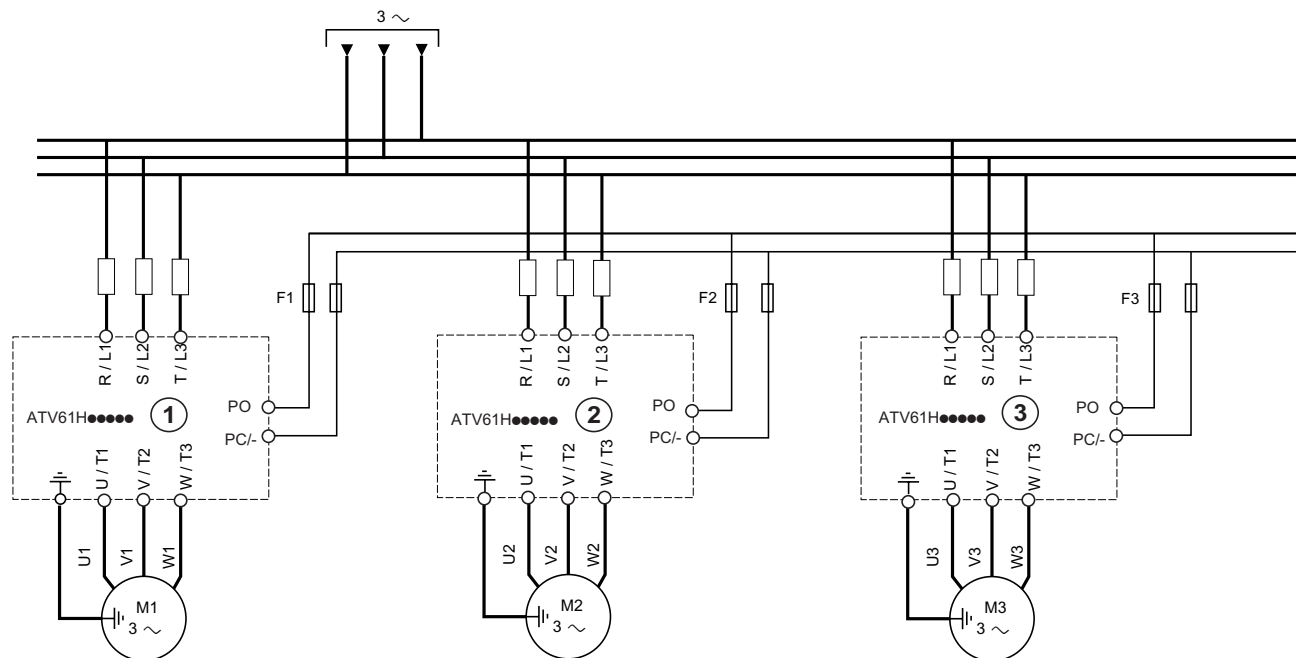 3 ～
F1
F2
F3
R / L1
S / L2
T / L3
R / L1
S / L2
T / L3
R / L1
S / L2
T / L3
ATV61H●●●●●
1
PO
PC/-
ATV61H●●●●●
2
PO
PC/-
ATV61H●●●●●
3
PO
PC/-
U / T1
V / T2
W / T3
U / T1
V / T2
W / T3
U / T1
V / T2
W / T3
U1
V1
W1
U2
V2
W2
U3
V3
W3
M1
3 ～
M2
3 ～
M3
3 ～